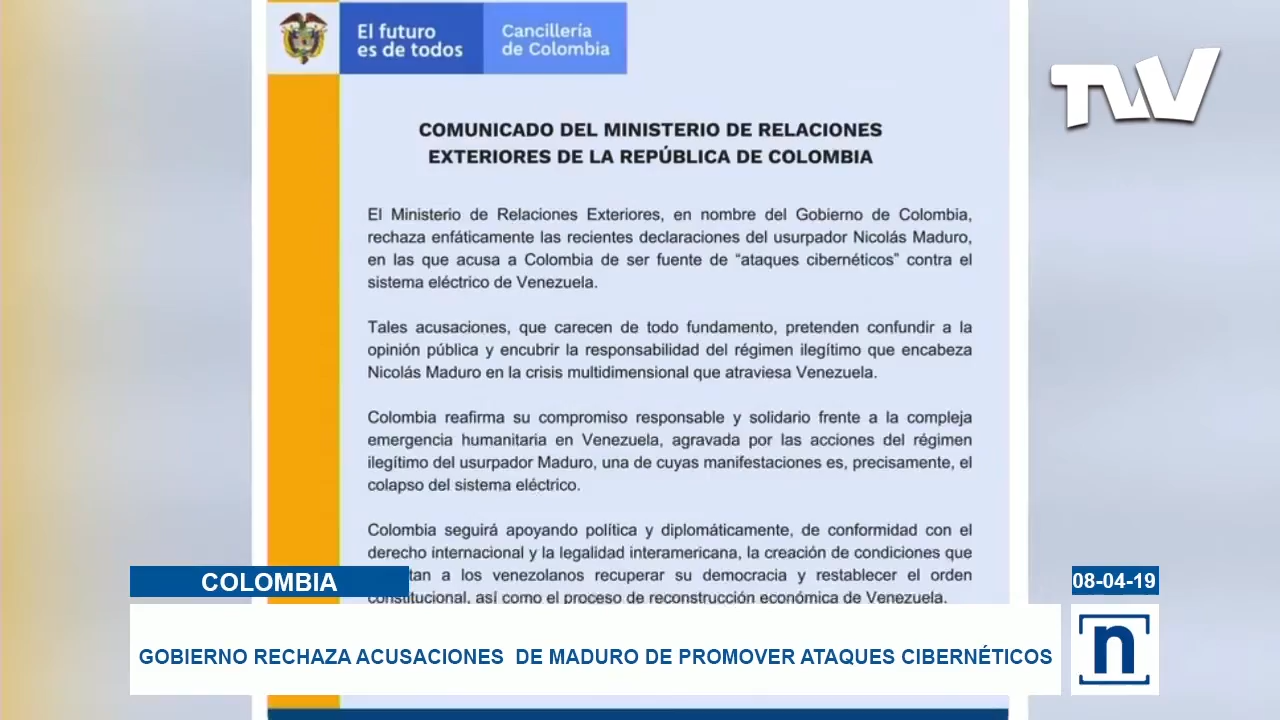 El futuro
es de todos
Cancillería
de Colombia
TVV
COMUNICADO DEL MINISTERIO DE RELACIONES
EXTERIORES DE LA REPÚBLICA DE COLOMBIA
El Ministerio de Relaciones Exteriores, en nombre del Gobierno de Colombia,
rechaza enfáticamente las recientes declaraciones del usurpador Nicolás Maduro,
en las que acusa a Colombia de ser fuente de “ataques cibernéticos” contra el
sistema eléctrico de Venezuela.
Tales acusaciones, que carecen de todo fundamento, pretenden confundir a la
opinión pública y encubrir la responsabilidad del régimen ilegítimo que encabeza
Nicolás Maduro en la crisis multidimensional que atraviesa Venezuela.
Colombia reafirma su compromiso responsable y solidario frente a la compleja
emergencia humanitaria en Venezuela, agravada por las acciones del régimen
ilegítimo del usurpador Maduro, una de cuyas manifestaciones es, precisamente, el
colapso del sistema eléctrico.
Colombia seguirá apoyando política y diplomáticamente, de conformidad con el
derecho internacional y la legalidad interamericana, la creación de condiciones que
a los venezolanos recuperar su democracia y restablecer el orden
constitucional, así como el proceso de reconstrucción económica de Venezuela.
COLOMBIA
08-04-19
GOBIERNO RECHAZA ACUSACIONES DE MADURO DE PROMOVER ATAQUES CIBERNÉTICOS
n